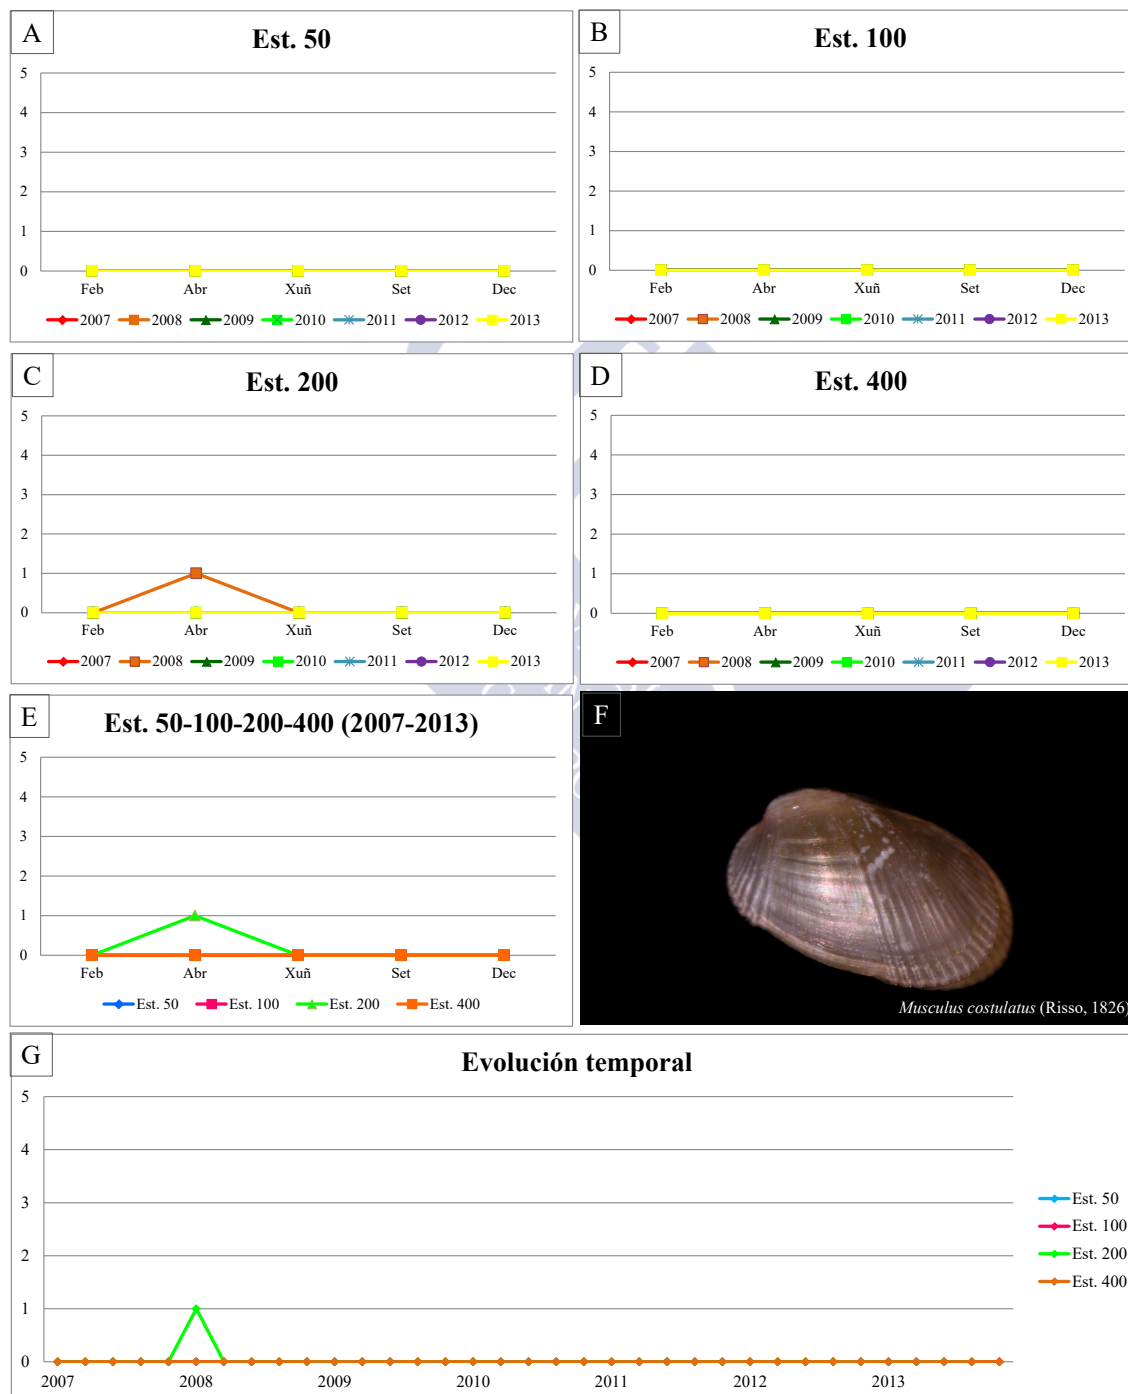 A
Est. 50
5
4
3
2
1
0
Feb Abr Xuñ Set Dec
2007 2008 2009 2010 2011 2012 2013
B
Est. 100
5
4
3
2
1
0
Feb Abr Xuñ Set Dec
2007 2008 2009 2010 2011 2012 2013
C
Est. 200
5
4
3
2
1
0
Feb Abr Xuñ Set Dec
2007 2008 2009 2010 2011 2012 2013
D
Est. 400
5
4
3
2
1
0
Feb Abr Xuñ Set Dec
2007 2008 2009 2010 2011 2012 2013
E
Est. 50-100-200-400 (2007-2013)
5
4
3
2
1
0
Feb Abr Xuñ Set Dec
Est. 50 Est. 100 Est. 200 Est. 400
F
Musculus costulatus (Risso, 1826)
G
Evolución temporal
5
4
3
2
1
0
2007 2008 2009 2010 2011 2012 2013
Est. 50
Est. 100
Est. 200
Est. 400